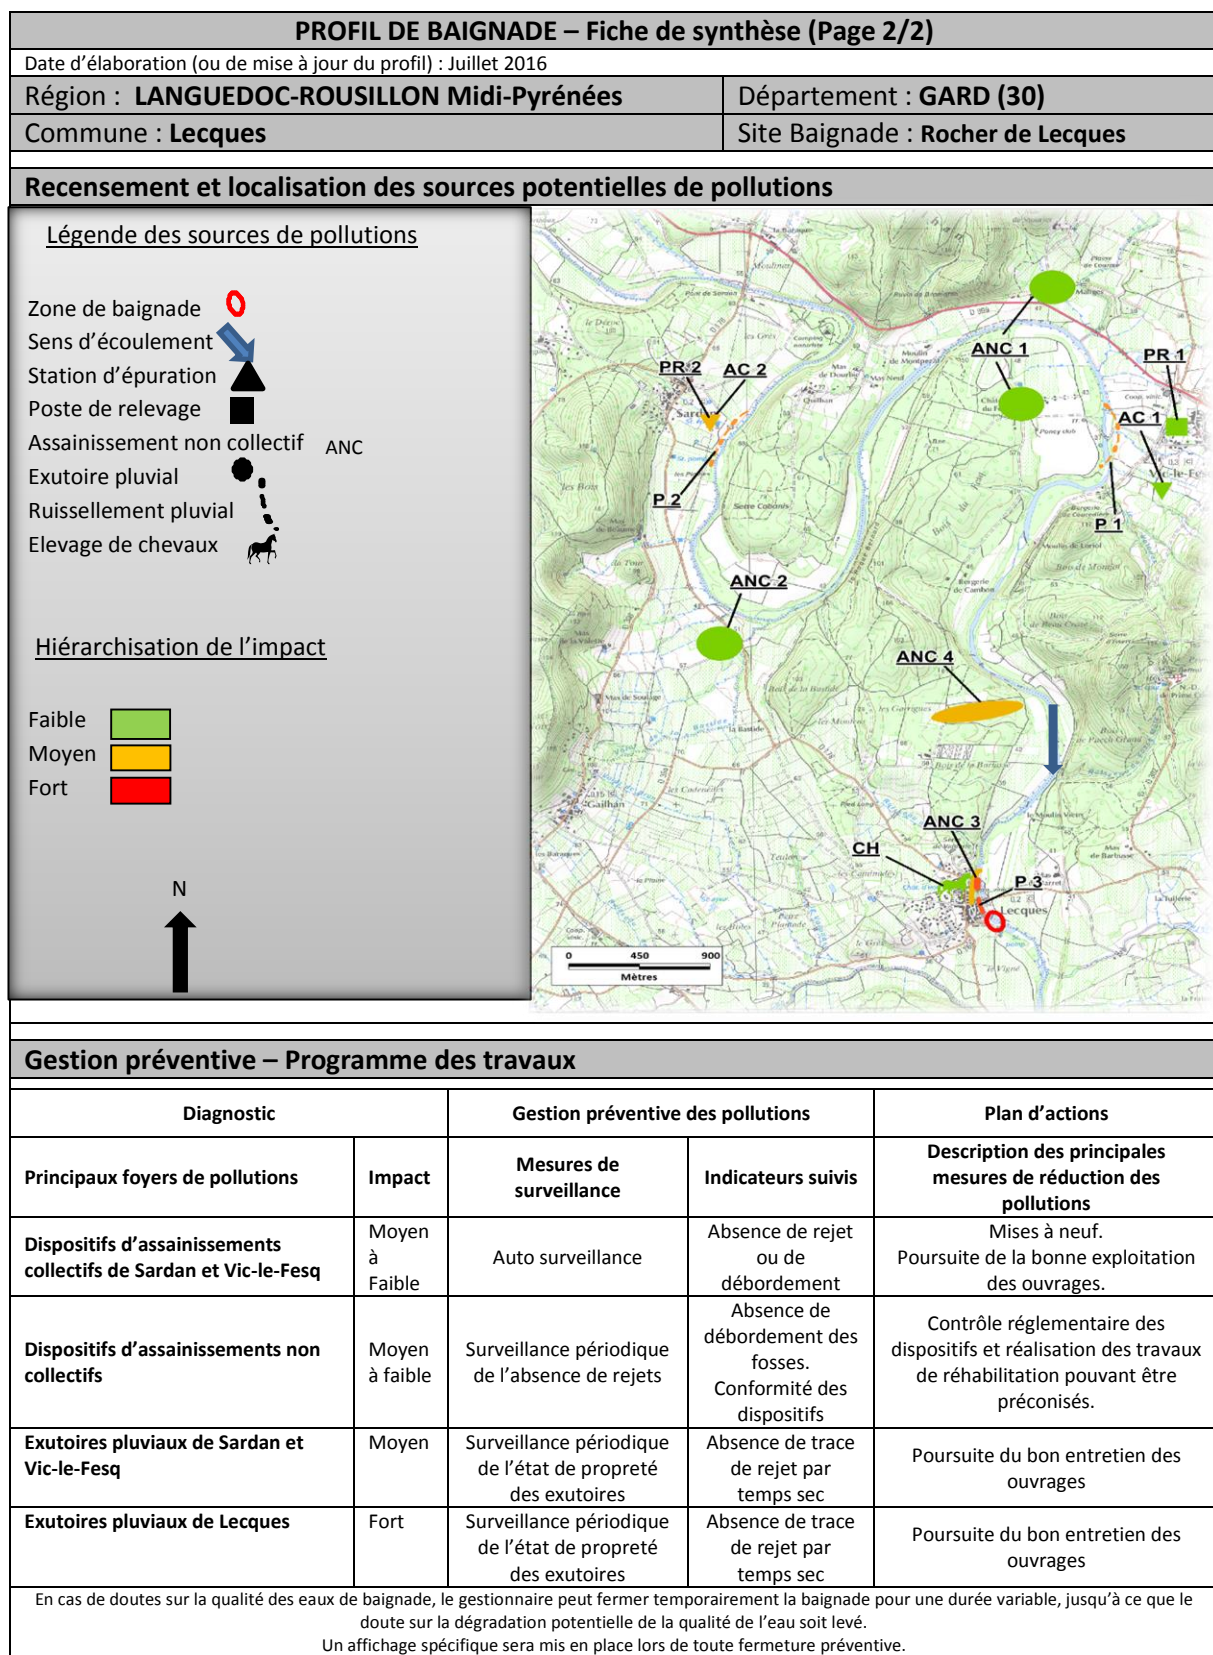 PROFIL DE BAIGNADE – Fiche de synthèse (Page 2/2)
Date d'élaboration (ou de mise à jour du profil) : Juillet 2016
Région : LANGUEDOC-ROUSILLON Midi-Pyrénées
Département : GARD (30)
Commune : Lecques
Site Baignade : Rocher de Lecques
Recensement et localisation des sources potentielles de pollutions
Légende des sources de pollutions
Zone de baignade
Sens d'écoulement
Station d'épuration
Poste de relevage
Assainissement non collectif ANC
Exutoire pluvial
Ruissellement pluvial
Elevage de chevaux
Hiérarchisation de l'impact
Faible
Moyen
Fort
N
ANC 1
PR 1
PR 2
AC 2
AC 1
P 2
P 1
ANC 2
ANC 4
ANC 3
CH
P 3
Lecques
Gailhan
la Bastide
Quilhan
0 450 900
Mètres
Gestion préventive – Programme des travaux
Diagnostic
Gestion préventive des pollutions
Plan d'actions
Principaux foyers de pollutions
Impact
Mesures de
surveillance
Indicateurs suivis
Description des principales
mesures de réduction des
pollutions
Dispositifs d'assainissements
collectifs de Sardan et Vic-le-Fesq
Moyen
à
Faible
Auto surveillance
Absence de rejet
ou de
débordement
Mises à neuf.
Poursuite de la bonne exploitation
des ouvrages.
Dispositifs d'assainissements non
collectifs
Moyen
à faible
Surveillance périodique
de l'absence de rejets
Absence de
débordement des
fosses.
Conformité des
dispositifs
Contrôle réglementaire des
dispositifs et réalisation des travaux
de réhabilitation pouvant être
préconisés.
Exutoires pluviaux de Sardan et
Vic-le-Fesq
Moyen
Surveillance périodique
de l'état de propreté
des exutoires
Absence de trace
de rejet par
temps sec
Poursuite du bon entretien des
ouvrages
Exutoires pluviaux de Lecques
Fort
Surveillance périodique
de l'état de propreté
des exutoires
Absence de trace
de rejet par
temps sec
Poursuite du bon entretien des
ouvrages
En cas de doutes sur la qualité des eaux de baignade, le gestionnaire peut fermer temporairement la baignade pour une durée variable, jusqu'à ce que le
doute sur la dégradation potentielle de la qualité de l'eau soit levé.
Un affichage spécifique sera mis en place lors de toute fermeture préventive.